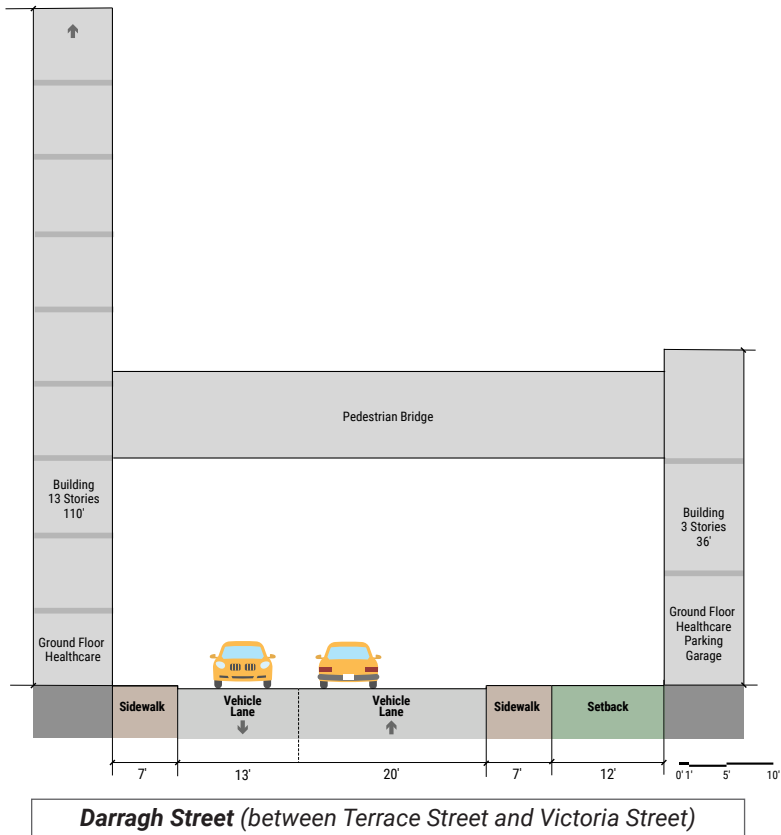 Pedestrian Bridge
Building
13 Stories
110'
Building
3 Stories
36'
Ground Floor
Healthcare
Ground Floor
Healthcare
Parking
Garage
Sidewalk
Vehicle
Lane
Vehicle
Lane
Sidewalk
Setback
7'
13'
20'
7'
12'
0' 1' 5' 10'
Darragh Street (between Terrace Street and Victoria Street)